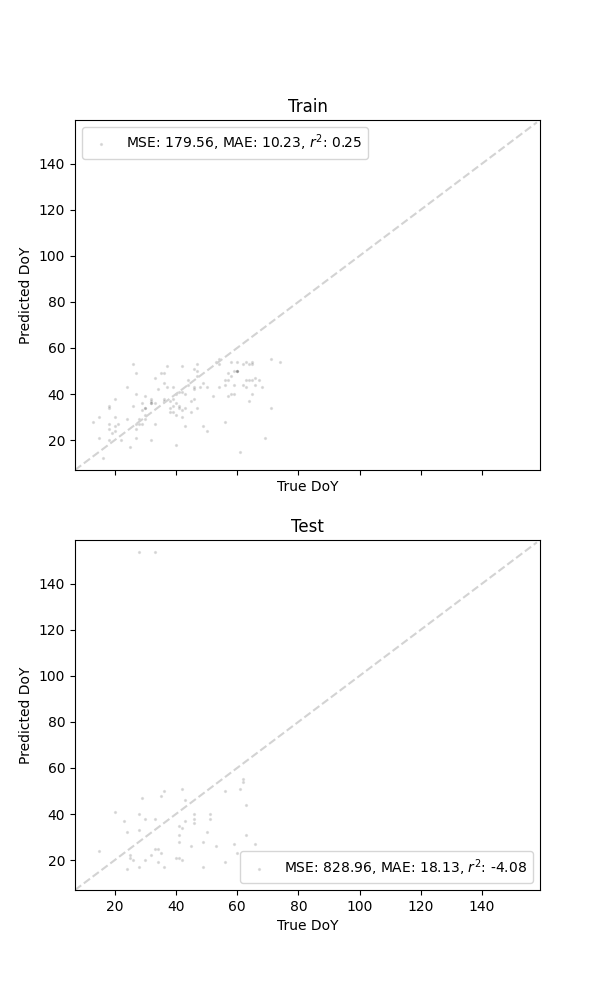 Train
MSE: 179.56, MAE: 10.23, r²: 0.25
140
120
100
80
60
40
20
Predicted DoY
True DoY
Test
140
120
100
80
60
40
20
Predicted DoY
MSE: 828.96, MAE: 18.13, r²: -4.08
20 40 60 80 100 120 140
True DoY